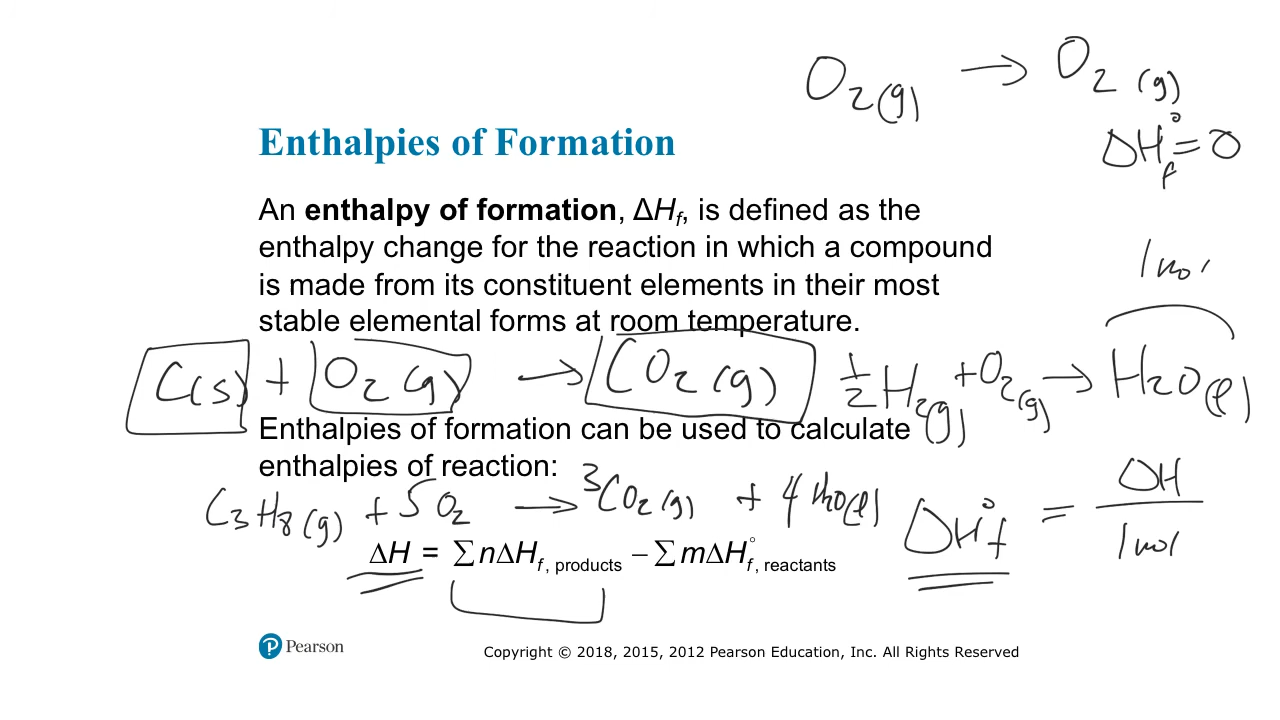 O₂(g) → O₂ (g)
ΔH°f = 0
Enthalpies of Formation
An enthalpy of formation, ΔHf, is defined as the
enthalpy change for the reaction in which a compound
is made from its constituent elements in their most
stable elemental forms at room temperature.
1 mol
C(s) + O₂(g) → CO₂(g)
½H₂(g) + O₂(g) → H₂O(l)
Enthalpies of formation can be used to calculate
enthalpies of reaction:
C₃H₈(g) + 5O₂ → 3CO₂(g) + 4H₂O(l)
ΔH°f = ΔH / 1 mol
ΔH = ∑nΔHf, products − ∑mΔH°f, reactants
Pearson
Copyright © 2018, 2015, 2012 Pearson Education, Inc. All Rights Reserved